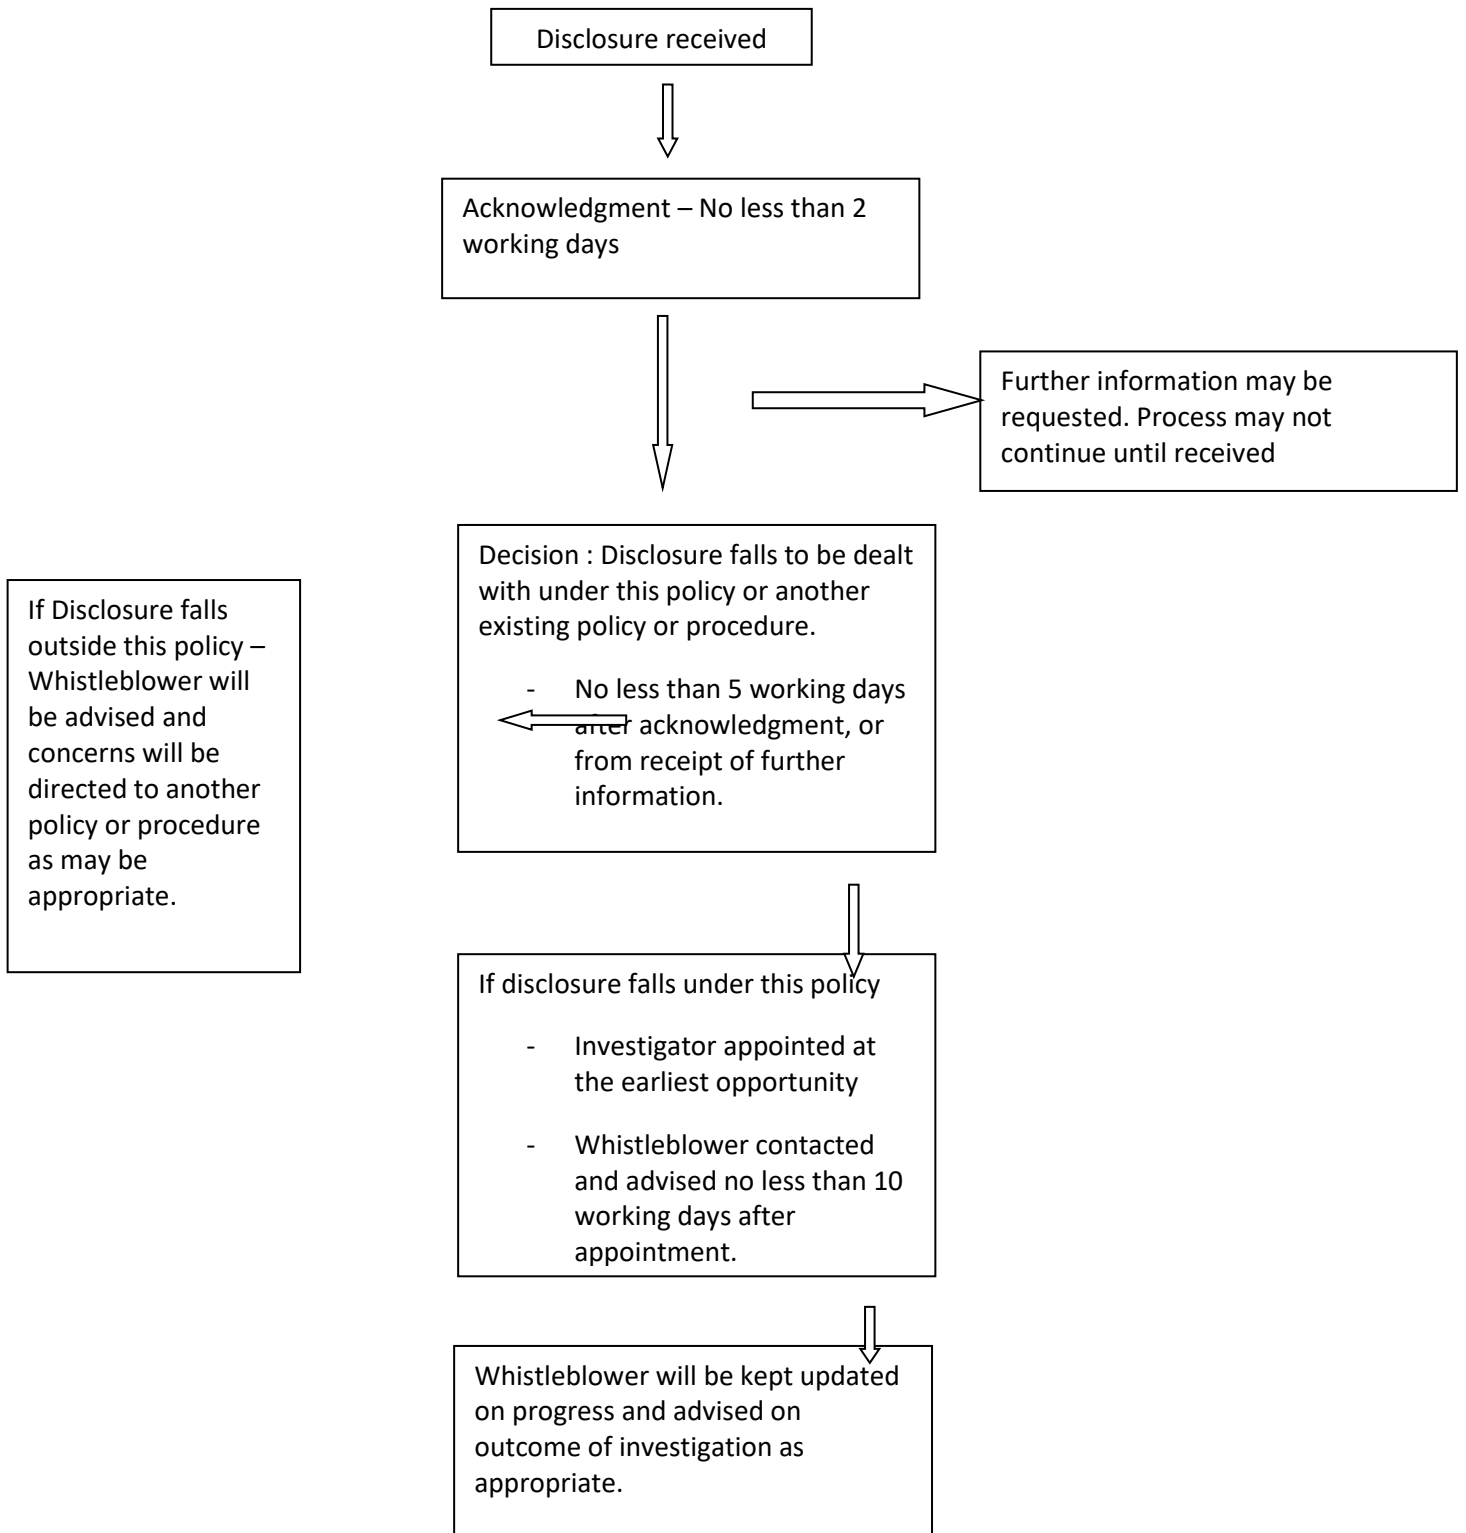 Disclosure received
Acknowledgment – No less than 2
working days
Further information may be
requested. Process may not
continue until received
Decision : Disclosure falls to be dealt
with under this policy or another
existing policy or procedure.
- No less than 5 working days
after acknowledgment, or
from receipt of further
information.
If Disclosure falls
outside this policy –
Whistleblower will
be advised and
concerns will be
directed to another
policy or procedure
as may be
appropriate.
If disclosure falls under this policy
- Investigator appointed at
the earliest opportunity
- Whistleblower contacted
and advised no less than 10
working days after
appointment.
Whistleblower will be kept updated
on progress and advised on
outcome of investigation as
appropriate.